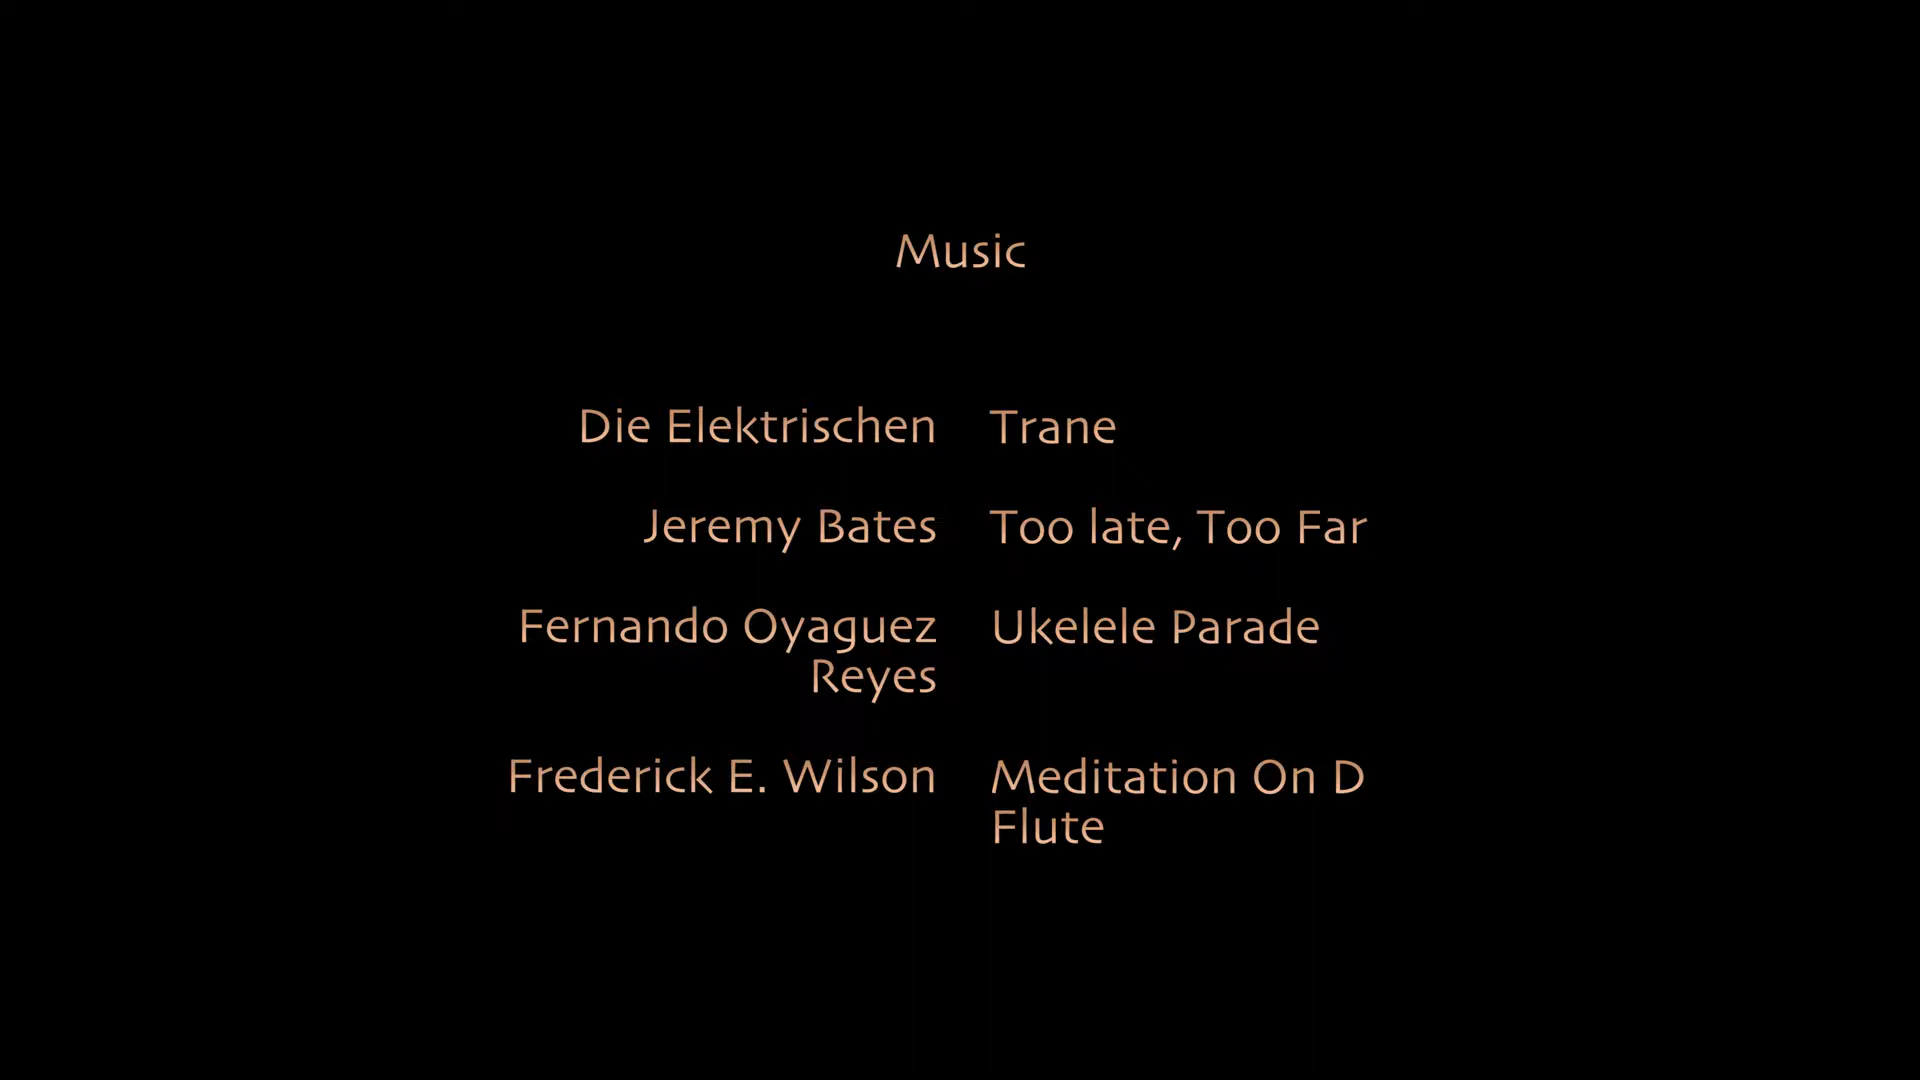 Music
Die Elektrischen Trane
Jeremy Bates Too late, Too Far
Fernando Oyaguez Ukelele Parade
Reyes
Frederick E. Wilson Meditation On D
Flute